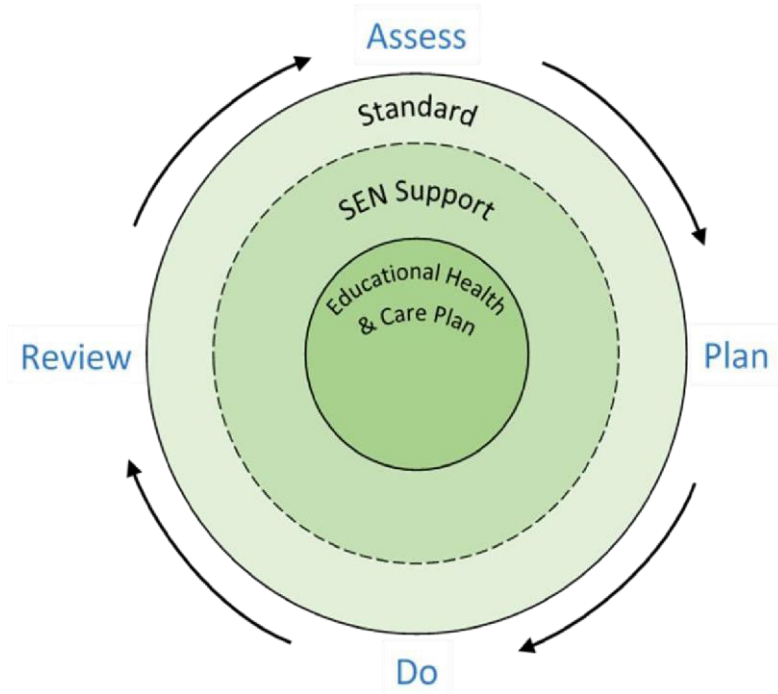 Assess
Standard
SEN Support
Educational Health
& Care Plan
Review
Plan
Do